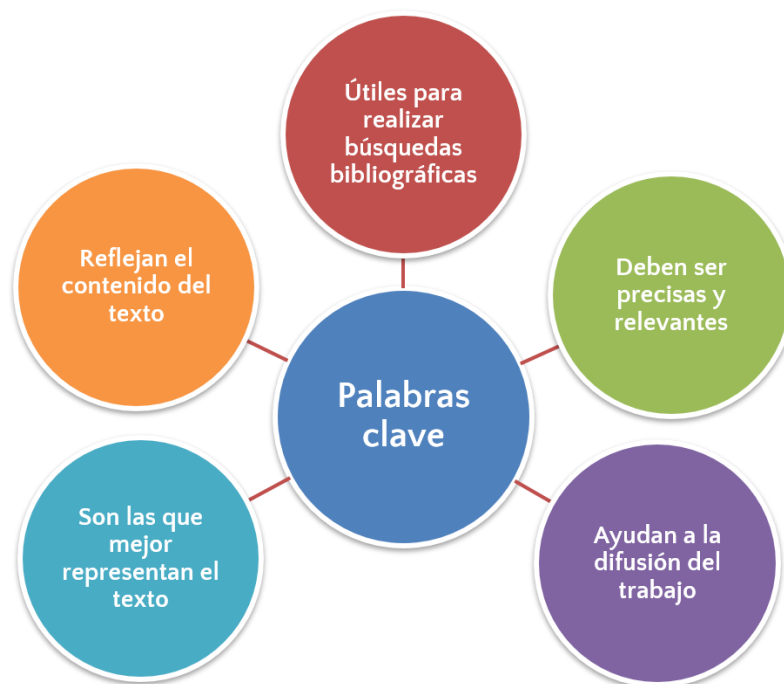 Útiles para
realizar
búsquedas
bibliográficas
Reflejan el
contenido del
texto
Deben ser
precisas y
relevantes
Palabras
clave
Son las que
mejor
representan el
texto
Ayudan a la
difusión del
trabajo